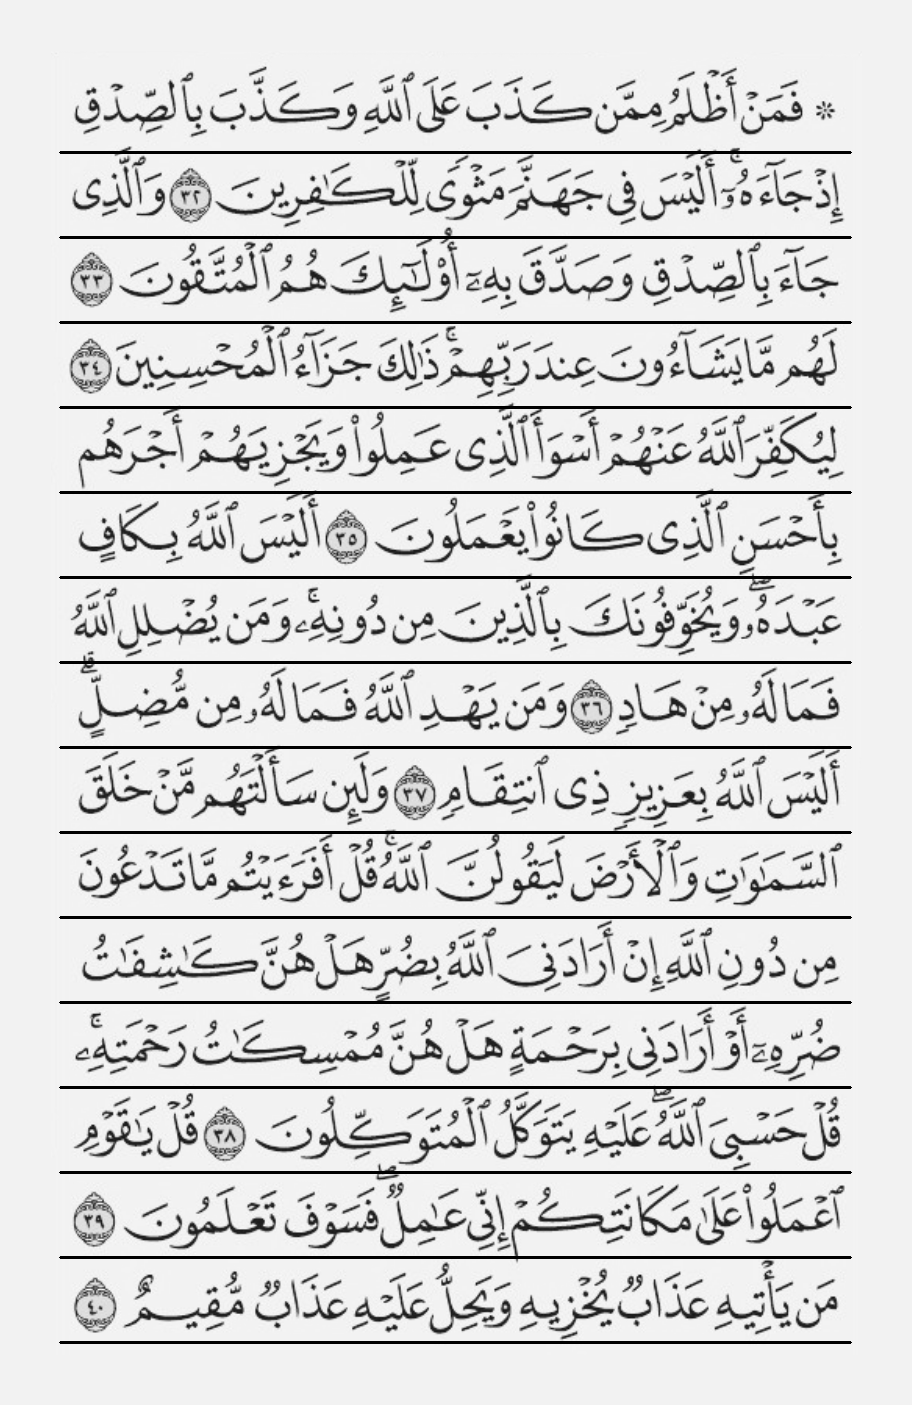 ۞ فَمَنْ أَظْلَمُ مِمَّن كَذَبَ عَلَى ٱللَّهِ وَكَذَّبَ بِٱلصِّدْقِ
إِذْ جَآءَهُۥٓ ۚ أَلَيْسَ فِى جَهَنَّمَ مَثْوًى لِّلْكَٰفِرِينَ ٣٢ وَٱلَّذِى
جَآءَ بِٱلصِّدْقِ وَصَدَّقَ بِهِۦٓ أُو۟لَٰٓئِكَ هُمُ ٱلْمُتَّقُونَ ٣٣
لَهُم مَّا يَشَآءُونَ عِندَ رَبِّهِمْ ۚ ذَٰلِكَ جَزَآءُ ٱلْمُحْسِنِينَ ٣٤
لِيُكَفِّرَ ٱللَّهُ عَنْهُمْ أَسْوَأَ ٱلَّذِى عَمِلُوا۟ وَيَجْزِيَهُمْ أَجْرَهُم
بِأَحْسَنِ ٱلَّذِى كَانُوا۟ يَعْمَلُونَ ٣٥ أَلَيْسَ ٱللَّهُ بِكَافٍ
عَبْدَهُۥ ۖ وَيُخَوِّفُونَكَ بِٱلَّذِينَ مِن دُونِهِۦ ۚ وَمَن يُضْلِلِ ٱللَّهُ
فَمَا لَهُۥ مِنْ هَادٍ ٣٦ وَمَن يَهْدِ ٱللَّهُ فَمَا لَهُۥ مِن مُّضِلٍّ ۗ
أَلَيْسَ ٱللَّهُ بِعَزِيزٍ ذِى ٱنتِقَامٍ ٣٧ وَلَئِن سَأَلْتَهُم مَّنْ خَلَقَ
ٱلسَّمَٰوَٰتِ وَٱلْأَرْضَ لَيَقُولُنَّ ٱللَّهُ ۚ قُلْ أَفَرَءَيْتُم مَّا تَدْعُونَ
مِن دُونِ ٱللَّهِ إِنْ أَرَادَنِىَ ٱللَّهُ بِضُرٍّ هَلْ هُنَّ كَٰشِفَٰتُ
ضُرِّهِۦٓ أَوْ أَرَادَنِى بِرَحْمَةٍ هَلْ هُنَّ مُمْسِكَٰتُ رَحْمَتِهِۦ ۚ
قُلْ حَسْبِىَ ٱللَّهُ ۖ عَلَيْهِ يَتَوَكَّلُ ٱلْمُتَوَكِّلُونَ ٣٨ قُلْ يَٰقَوْمِ
ٱعْمَلُوا۟ عَلَىٰ مَكَانَتِكُمْ إِنِّى عَٰمِلٌ ۖ فَسَوْفَ تَعْلَمُونَ ٣٩
مَن يَأْتِيهِ عَذَابٌ يُخْزِيهِ وَيَحِلُّ عَلَيْهِ عَذَابٌ مُّقِيمٌ ٤٠